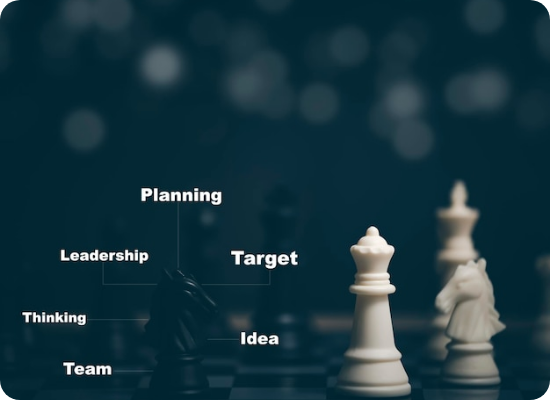 Planning
Leadership
Target
Thinking
Idea
Team